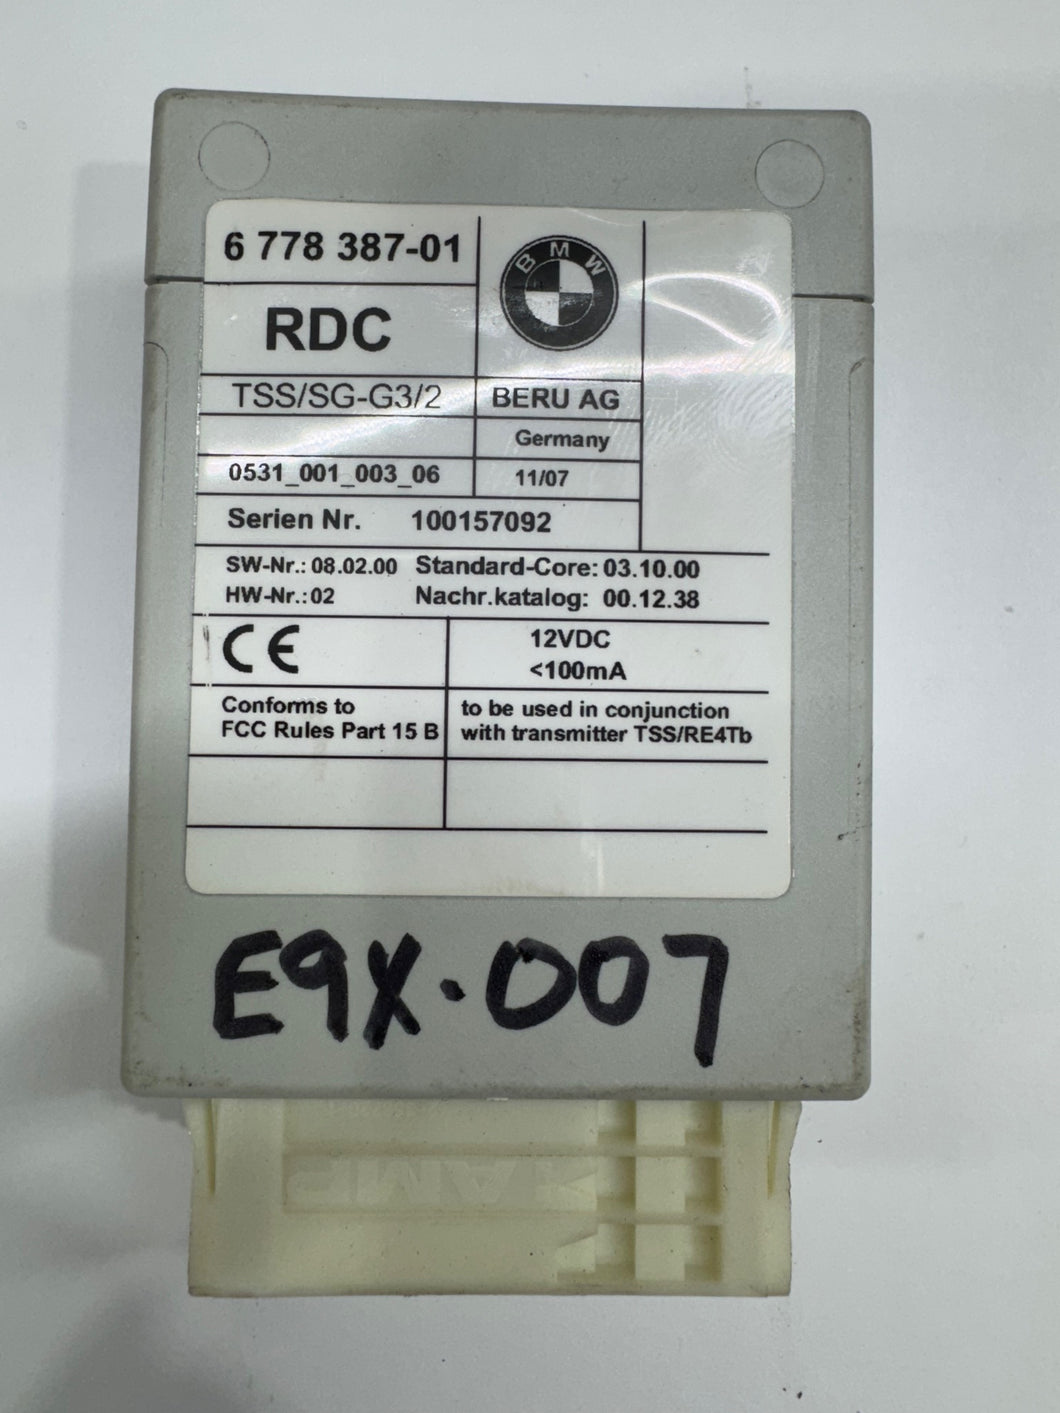 6 778 387-01
BMW
RDC
TSS/SG-G3/2
BERU AG
Germany
0531_001_003_06
11/07
Serien Nr. 100157092
SW-Nr.: 08.02.00 Standard-Core: 03.10.00
HW-Nr.: 02 Nachr.katalog: 00.12.38
CE
12VDC
<100mA
Conforms to
FCC Rules Part 15 B
to be used in conjunction
with transmitter TSS/RE4Tb
E9X.007
AMP